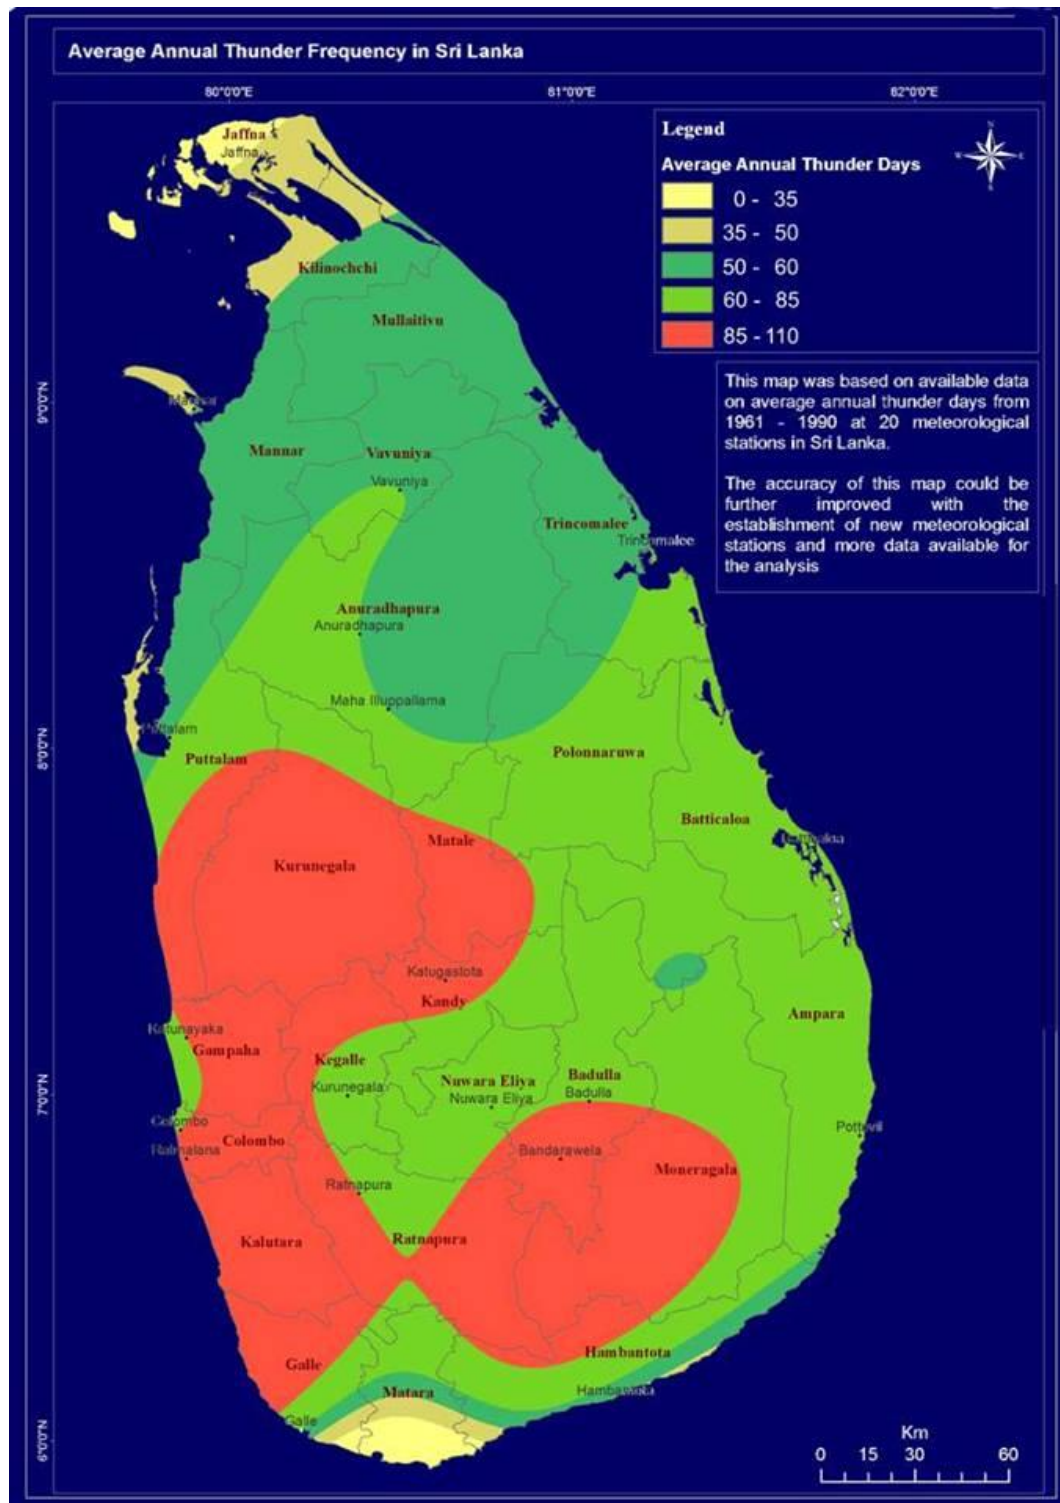 Average Annual Thunder Frequency in Sri Lanka
80°0'0"E
81°0'0"E
82°0'0"E
Legend
Average Annual Thunder Days
0 - 35
35 - 50
50 - 60
60 - 85
85 - 110
N
W
E
S
This map was based on available data
on average annual thunder days from
1961 - 1990 at 20 meteorological
stations in Sri Lanka.
The accuracy of this map could be
further improved with the
establishment of new meteorological
stations and more data available for
the analysis
Jaffna
Jaffna
Kilinochchi
Mullaitivu
9°0'0"N
Mannar
Mannar
Vavuniya
Vavuniya
Trincomalee
Trincomalee
Anuradhapura
Anuradhapura
Maha Illuppallama
Puttalam
8°0'0"N
Puttalam
Polonnaruwa
Batticaloa
Batticaloa
Matale
Kurunegala
Katugastota
Kandy
Ampara
Katunayaka
Gampaha
Kegalle
Kurunegala
Nuwara Eliya
Nuwara Eliya
Badulla
Badulla
7°0'0"N
Colombo
Colombo
Ratmalana
Pottuvil
Bandarawela
Moneragala
Ratnapura
Ratnapura
Kalutara
Galle
Hambantota
Hambantota
Matara
Galle
6°0'0"N
Km
0 15 30 60